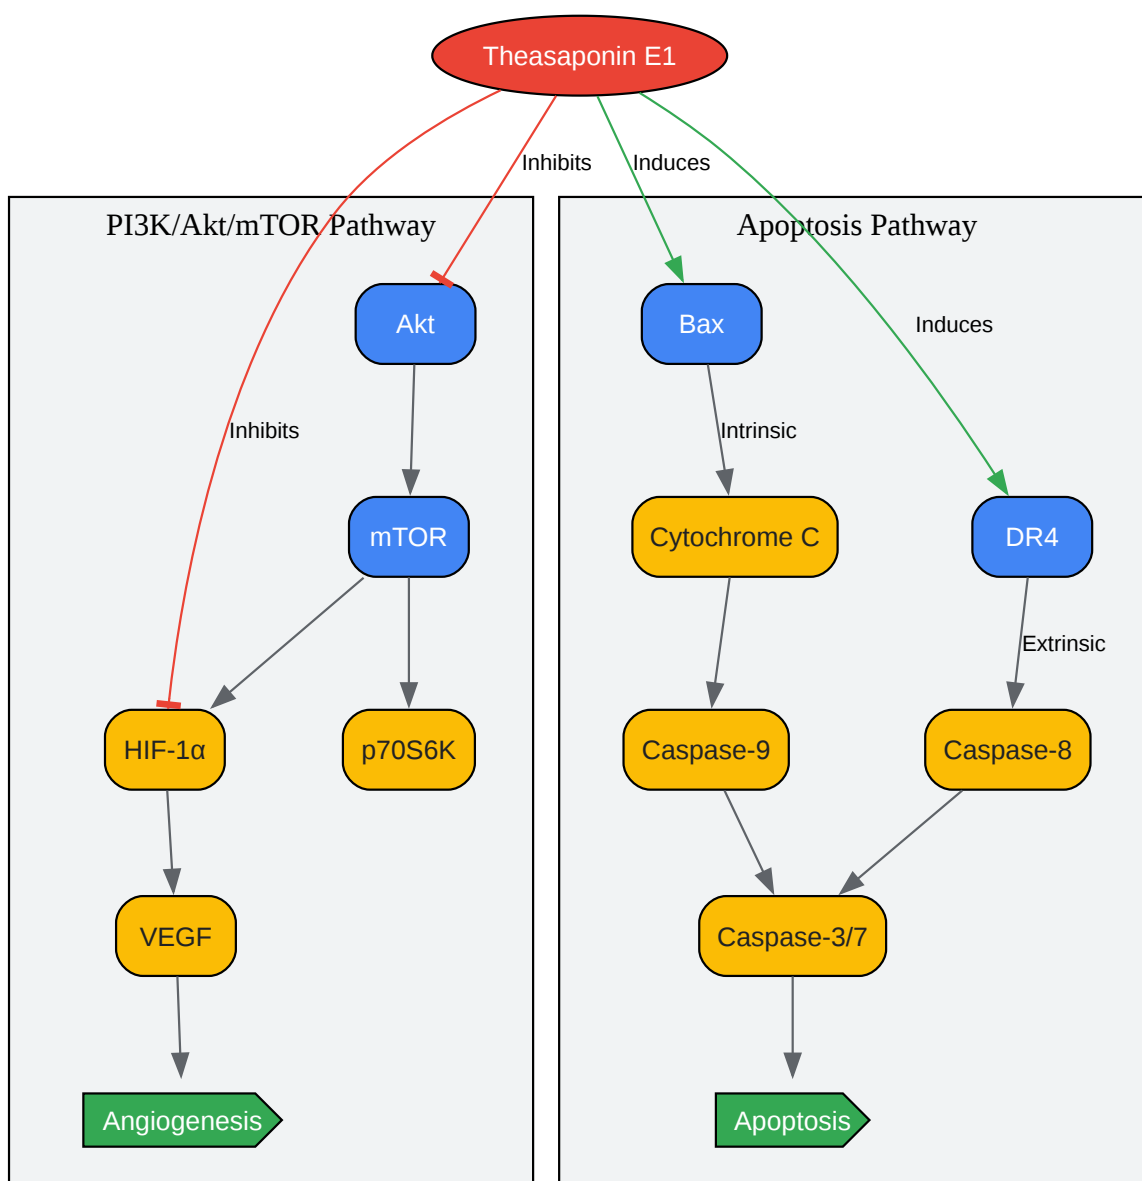 Theasaponin E1
Inhibits
Induces
PI3K/Akt/mTOR Pathway
Apoptosis Pathway
Akt
Bax
Induces
Inhibits
Intrinsic
mTOR
Cytochrome C
DR4
Extrinsic
HIF-1α
p70S6K
Caspase-9
Caspase-8
VEGF
Caspase-3/7
Angiogenesis
Apoptosis